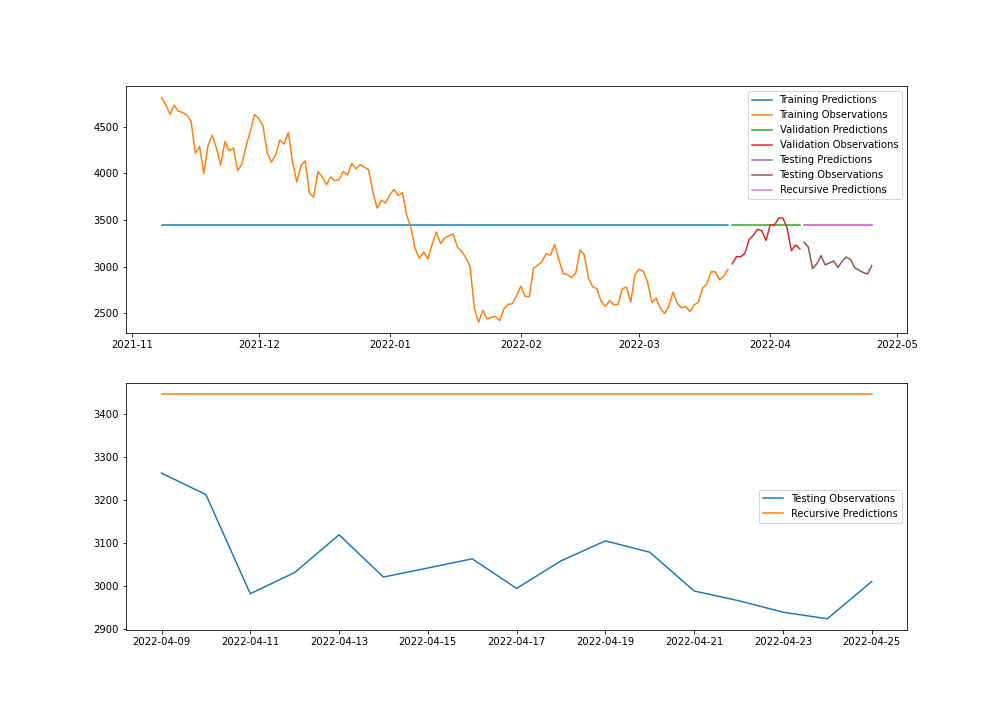 Training Predictions
Training Observations
Validation Predictions
Validation Observations
Testing Predictions
Testing Observations
Recursive Predictions
4500
4000
3500
3000
2500
2021-11 2021-12 2022-01 2022-02 2022-03 2022-04 2022-05
3400
3300
3200
3100
3000
2900
Testing Observations
Recursive Predictions
2022-04-09 2022-04-11 2022-04-13 2022-04-15 2022-04-17 2022-04-19 2022-04-21 2022-04-23 2022-04-25